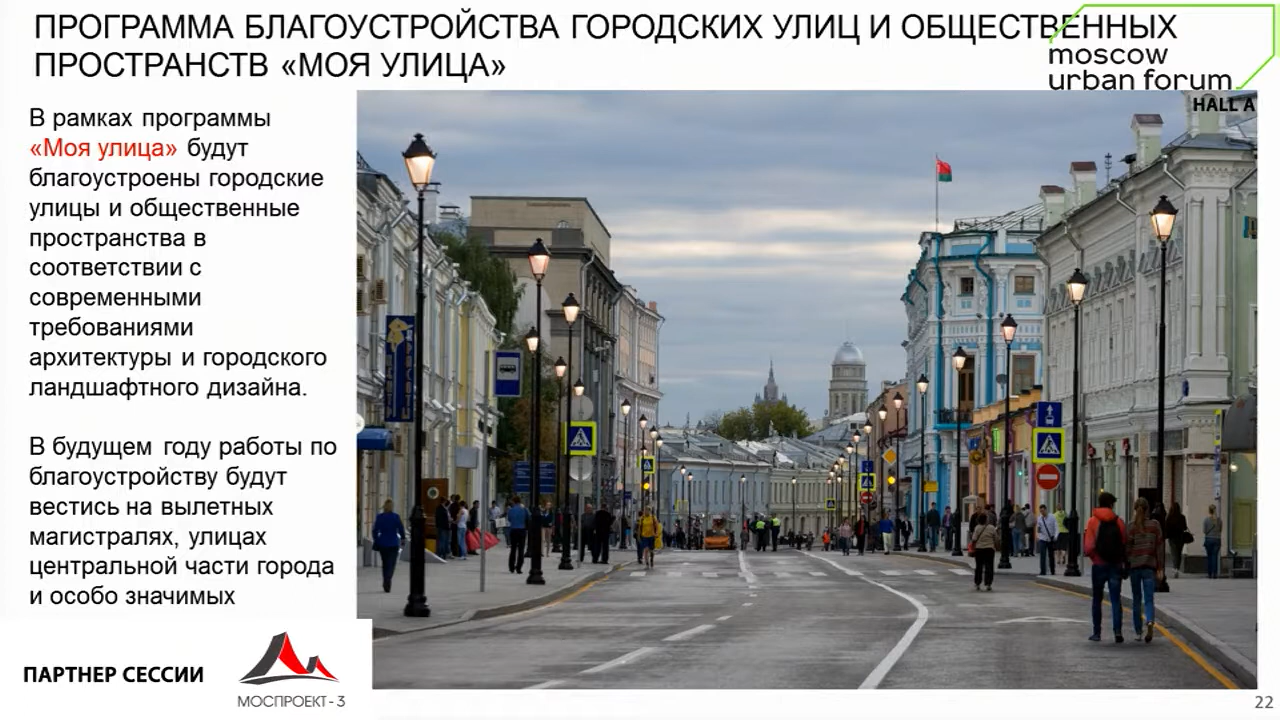 ПРОГРАММА БЛАГОУСТРОЙСТВА ГОРОДСКИХ УЛИЦ И ОБЩЕСТВЕННЫХ
ПРОСТРАНСТВ «МОЯ УЛИЦА»
moscow
urban forum
HALL A
В рамках программы
«Моя улица» будут
благоустроены городские
улицы и общественные
пространства в
соответствии с
современными
требованиями
архитектуры и городского
ландшафтного дизайна.
В будущем году работы по
благоустройству будут
вестись на вылетных
магистралях, улицах
центральной части города
и особо значимых
ПАРТНЕР СЕССИИ
МОСПРОЕКТ-3
22